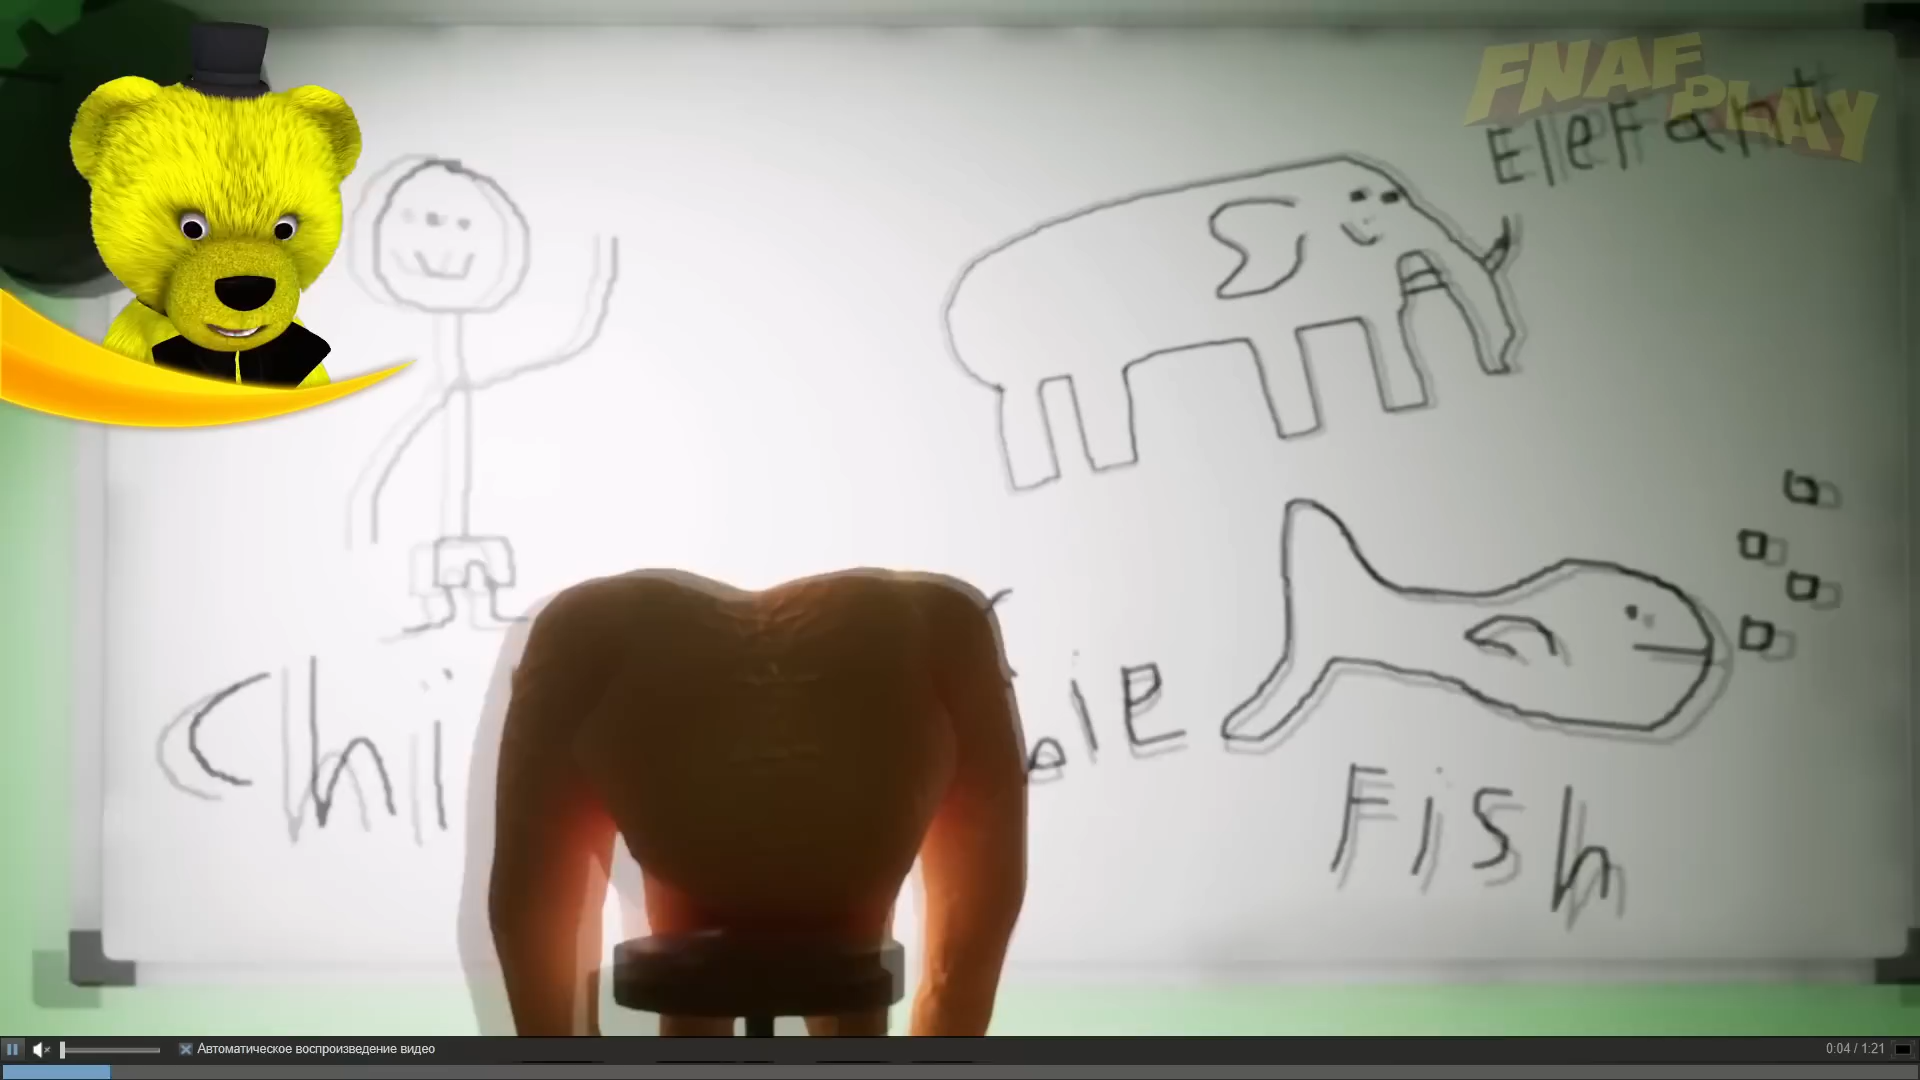 FNAF
PLAY
EleFant
Chi
ie
Fish
Автоматическое воспроизведение видео
0:04 / 1:21